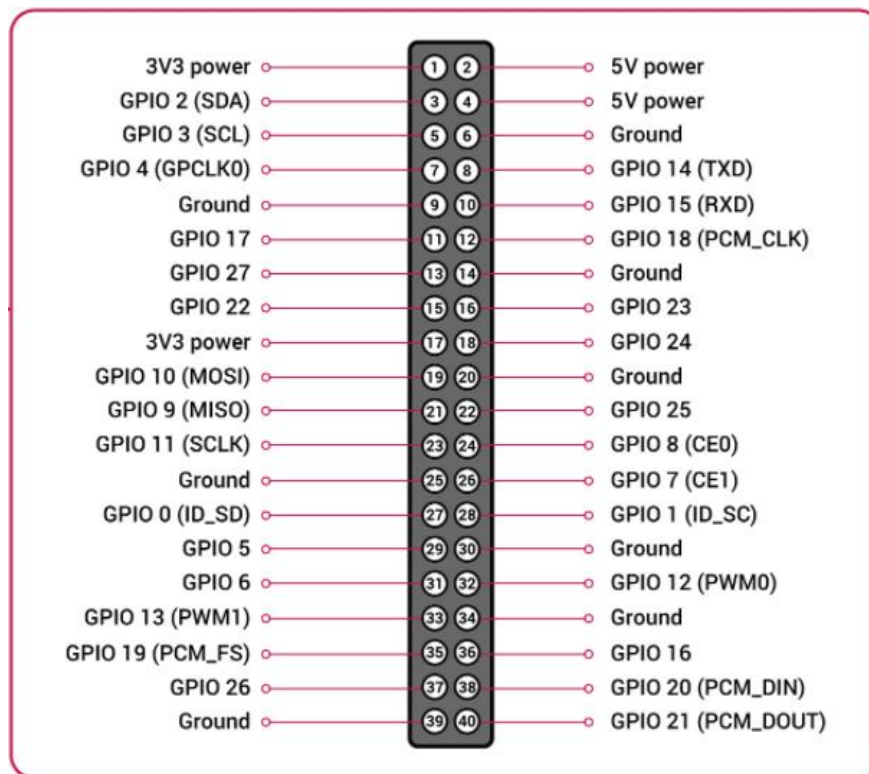 3V3 power 1 2 5V power
GPIO 2 (SDA) 3 4 5V power
GPIO 3 (SCL) 5 6 Ground
GPIO 4 (GPCLK0) 7 8 GPIO 14 (TXD)
Ground 9 10 GPIO 15 (RXD)
GPIO 17 11 12 GPIO 18 (PCM_CLK)
GPIO 27 13 14 Ground
GPIO 22 15 16 GPIO 23
3V3 power 17 18 GPIO 24
GPIO 10 (MOSI) 19 20 Ground
GPIO 9 (MISO) 21 22 GPIO 25
GPIO 11 (SCLK) 23 24 GPIO 8 (CE0)
Ground 25 26 GPIO 7 (CE1)
GPIO 0 (ID_SD) 27 28 GPIO 1 (ID_SC)
GPIO 5 29 30 Ground
GPIO 6 31 32 GPIO 12 (PWM0)
GPIO 13 (PWM1) 33 34 Ground
GPIO 19 (PCM_FS) 35 36 GPIO 16
GPIO 26 37 38 GPIO 20 (PCM_DIN)
Ground 39 40 GPIO 21 (PCM_DOUT)